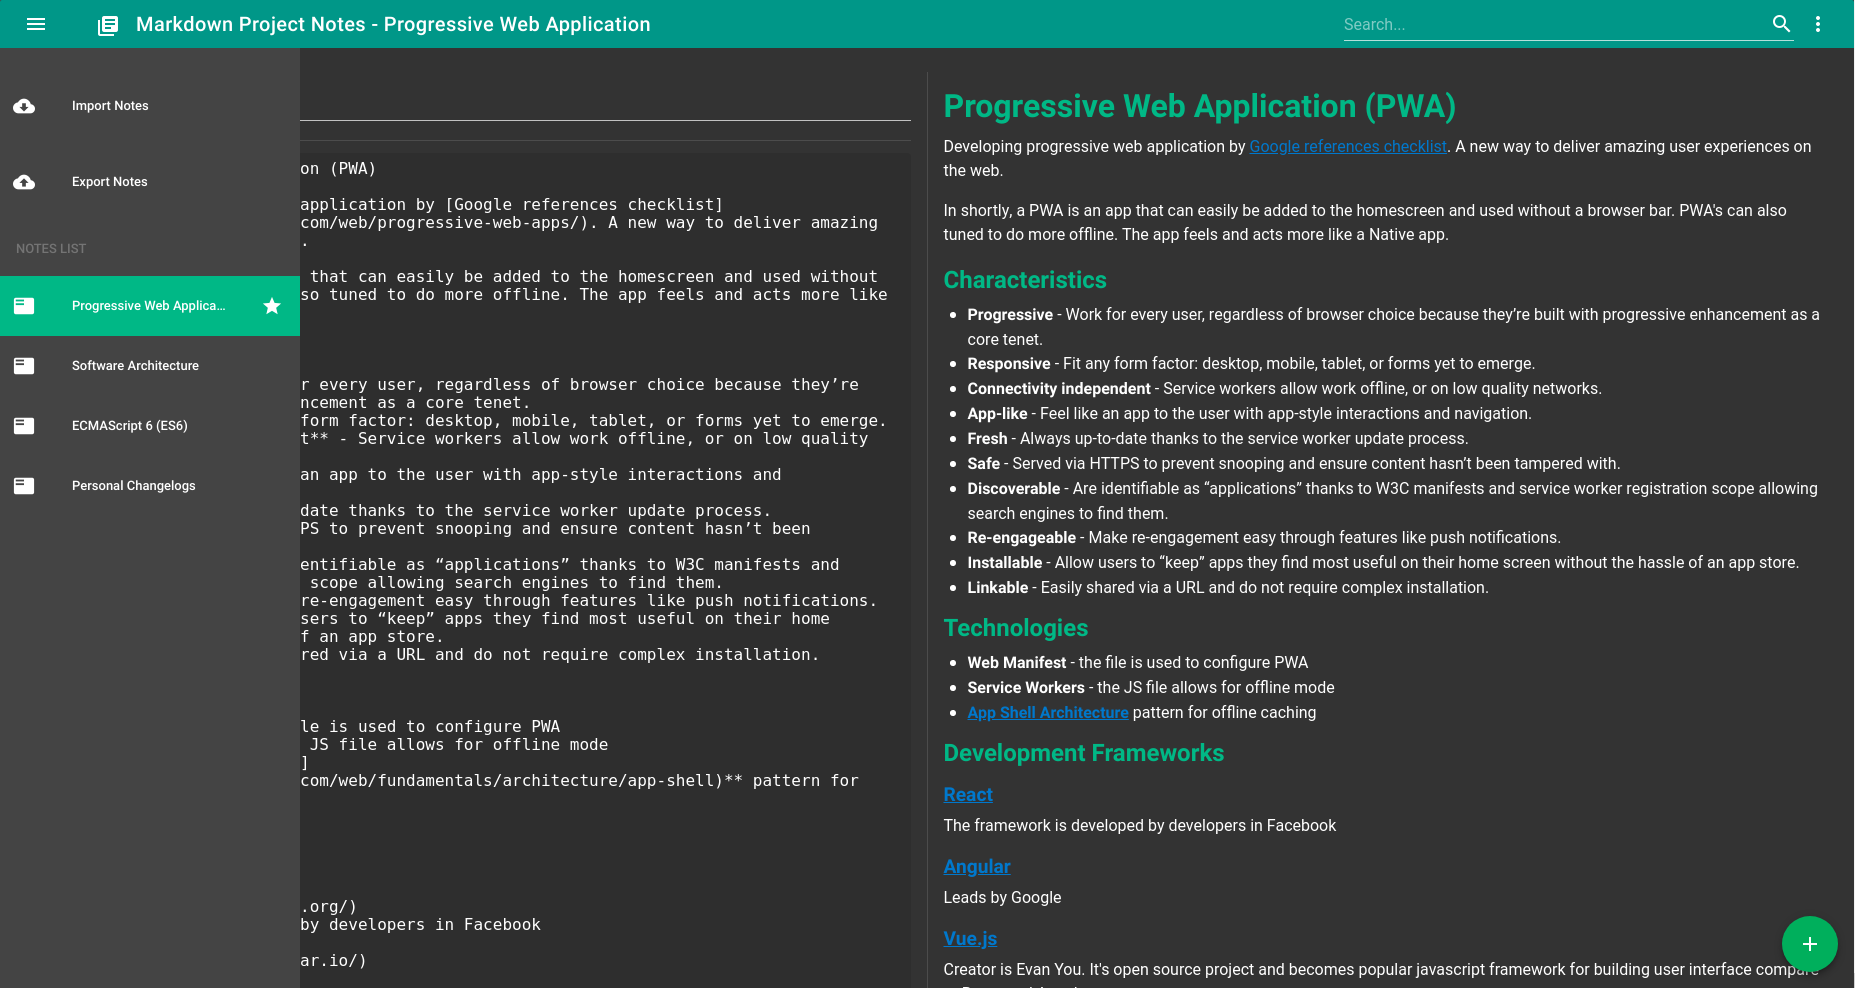 Markdown Project Notes - Progressive Web Application
Search...
Import Notes
Export Notes
NOTES LIST
Progressive Web Applica...
Software Architecture
ECMAScript 6 (ES6)
Personal Changelogs
on (PWA)
application by [Google references checklist]
com/web/progressive-web-apps/). A new way to deliver amazing
.
that can easily be added to the homescreen and used without
so tuned to do more offline. The app feels and acts more like
r every user, regardless of browser choice because they’re
ncement as a core tenet.
form factor: desktop, mobile, tablet, or forms yet to emerge.
t** - Service workers allow work offline, or on low quality
an app to the user with app-style interactions and
date thanks to the service worker update process.
PS to prevent snooping and ensure content hasn’t been
entifiable as “applications” thanks to W3C manifests and
scope allowing search engines to find them.
re-engagement easy through features like push notifications.
sers to “keep” apps they find most useful on their home
f an app store.
red via a URL and do not require complex installation.
le is used to configure PWA
JS file allows for offline mode
]
com/web/fundamentals/architecture/app-shell)** pattern for
.org/)
by developers in Facebook
ar.io/)
Progressive Web Application (PWA)
Developing progressive web application by Google references checklist. A new way to deliver amazing user experiences on
the web.
In shortly, a PWA is an app that can easily be added to the homescreen and used without a browser bar. PWA's can also
tuned to do more offline. The app feels and acts more like a Native app.
Characteristics
• Progressive - Work for every user, regardless of browser choice because they’re built with progressive enhancement as a
core tenet.
• Responsive - Fit any form factor: desktop, mobile, tablet, or forms yet to emerge.
• Connectivity independent - Service workers allow work offline, or on low quality networks.
• App-like - Feel like an app to the user with app-style interactions and navigation.
• Fresh - Always up-to-date thanks to the service worker update process.
• Safe - Served via HTTPS to prevent snooping and ensure content hasn’t been tampered with.
• Discoverable - Are identifiable as “applications” thanks to W3C manifests and service worker registration scope allowing
search engines to find them.
• Re-engageable - Make re-engagement easy through features like push notifications.
• Installable - Allow users to “keep” apps they find most useful on their home screen without the hassle of an app store.
• Linkable - Easily shared via a URL and do not require complex installation.
Technologies
• Web Manifest - the file is used to configure PWA
• Service Workers - the JS file allows for offline mode
• App Shell Architecture pattern for offline caching
Development Frameworks
React
The framework is developed by developers in Facebook
Angular
Leads by Google
Vue.js
Creator is Evan You. It's open source project and becomes popular javascript framework for building user interface compare